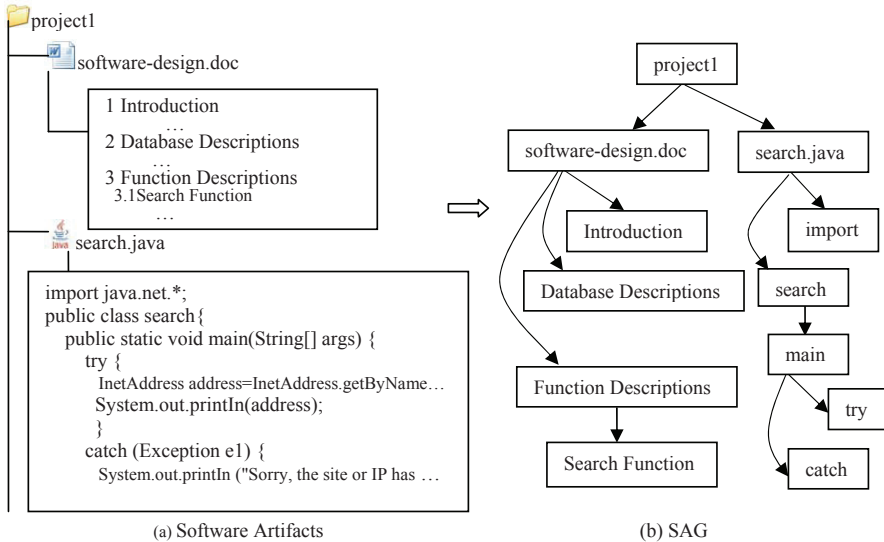 project1
software-design.doc
1 Introduction
…
2 Database Descriptions
…
3 Function Descriptions
3.1Search Function
…
Java
search.java
import java.net.*;
public class search{
public static void main(String[] args) {
try {
InetAddress address=InetAddress.getByName…
System.out.printIn(address);
}
catch (Exception e1) {
System.out.printIn ("Sorry, the site or IP has …
(a) Software Artifacts
project1
software-design.doc
search.java
Introduction
import
Database Descriptions
search
main
Function Descriptions
try
Search Function
catch
(b) SAG